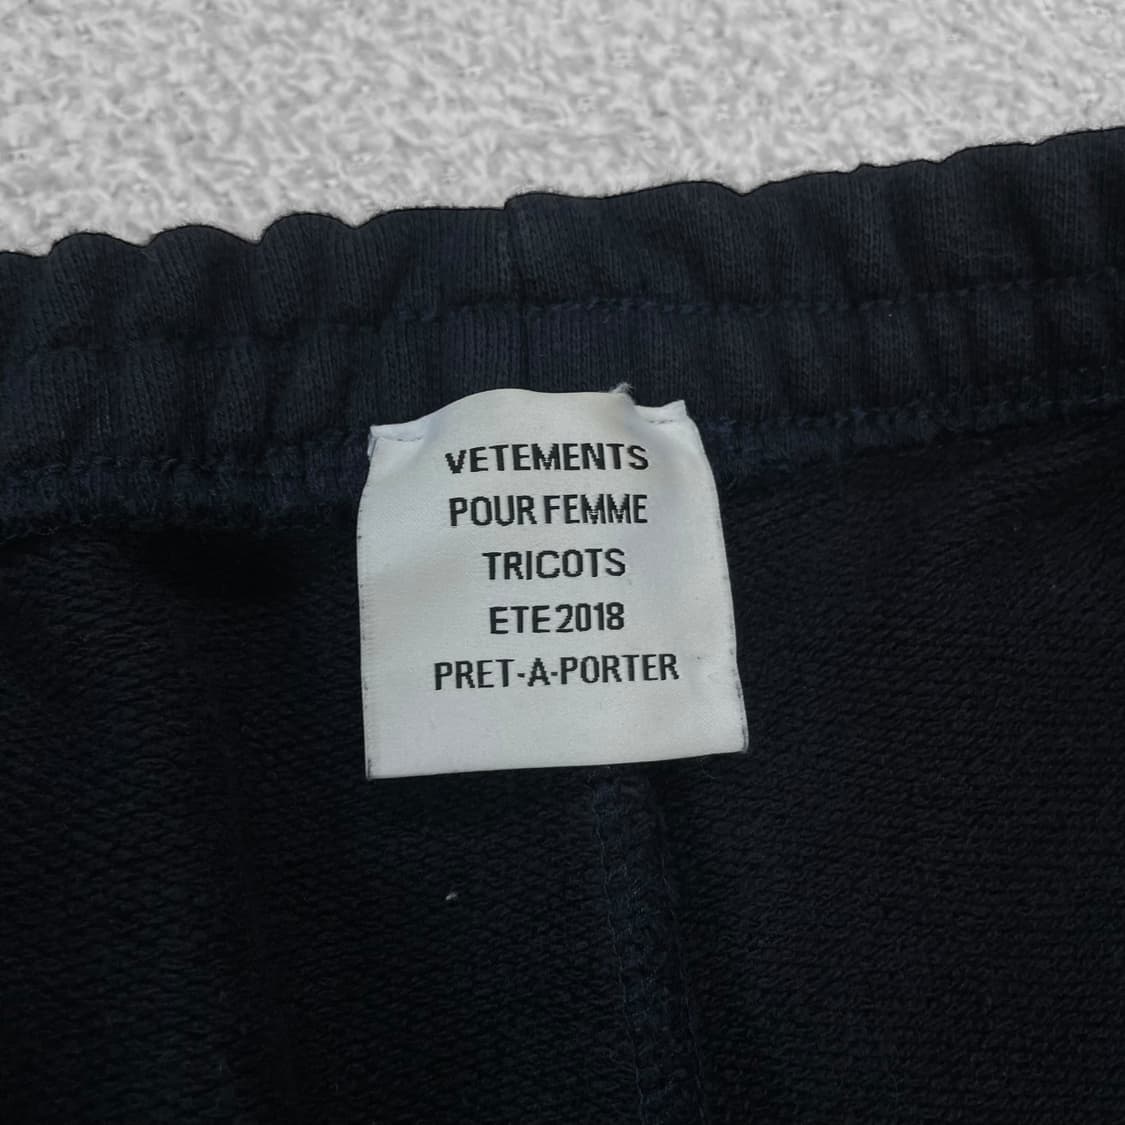 VETEMENTS
POUR FEMME
TRICOTS
ETE 2018
PRET-A-PORTER